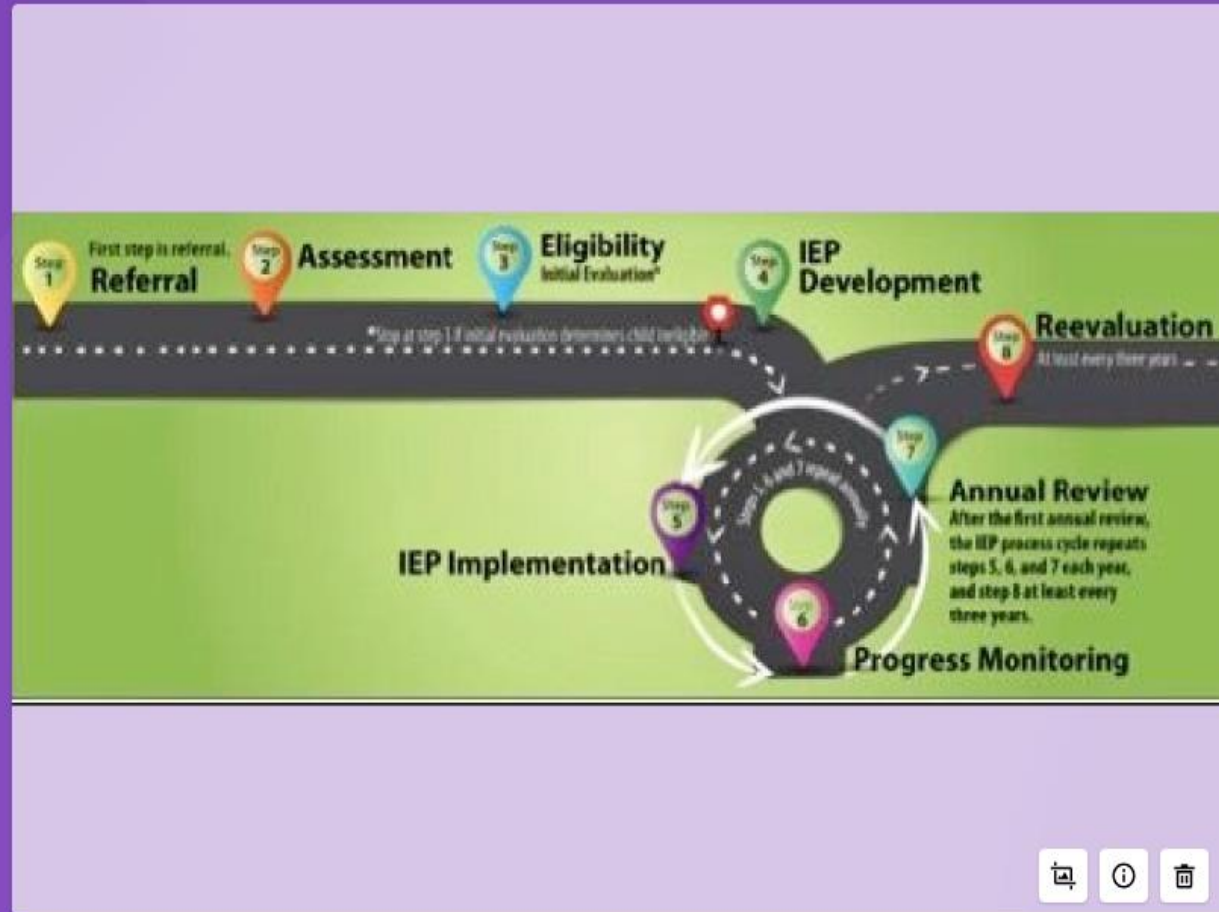 Step
1
First step is referral.
Referral
Step
2
Assessment
Step
3
Eligibility
Initial Evaluation*
Step
4
IEP
Development
*Stop at step 3 if initial evaluation determines child ineligible
Step
8
Reevaluation
At least every three years
Steps 5, 6 and 7 repeat annually
Step
5
IEP Implementation
Step
6
Progress Monitoring
Step
7
Annual Review
After the first annual review,
the IEP process cycle repeats
steps 5, 6, and 7 each year,
and step 8 at least every
three years.